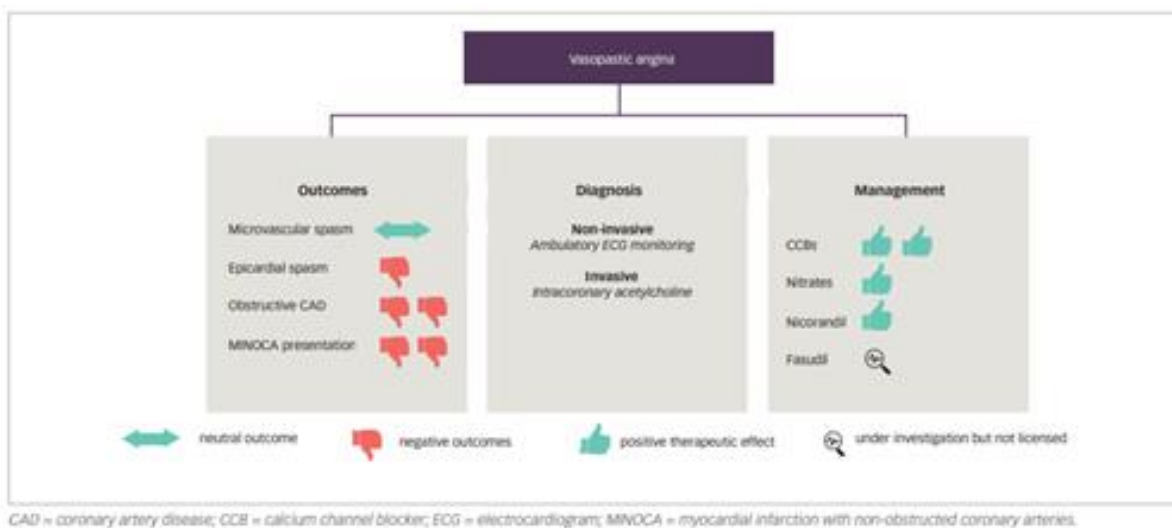 Vasopastic angina
Outcomes
Microvascular spasm
Epicardial spasm
Obstructive CAD
MINOCA presentation
Diagnosis
Non-invasive
Ambulatory ECG monitoring
Invasive
Intracoronary acetylcholine
Management
CCBs
Nitrates
Nicorandil
Fasudil
neutral outcome
negative outcomes
positive therapeutic effect
under investigation but not licensed
CAD = coronary artery disease; CCB = calcium channel blocker; ECG = electrocardiogram; MINOCA = myocardial infarction with non-obstructed coronary arteries.